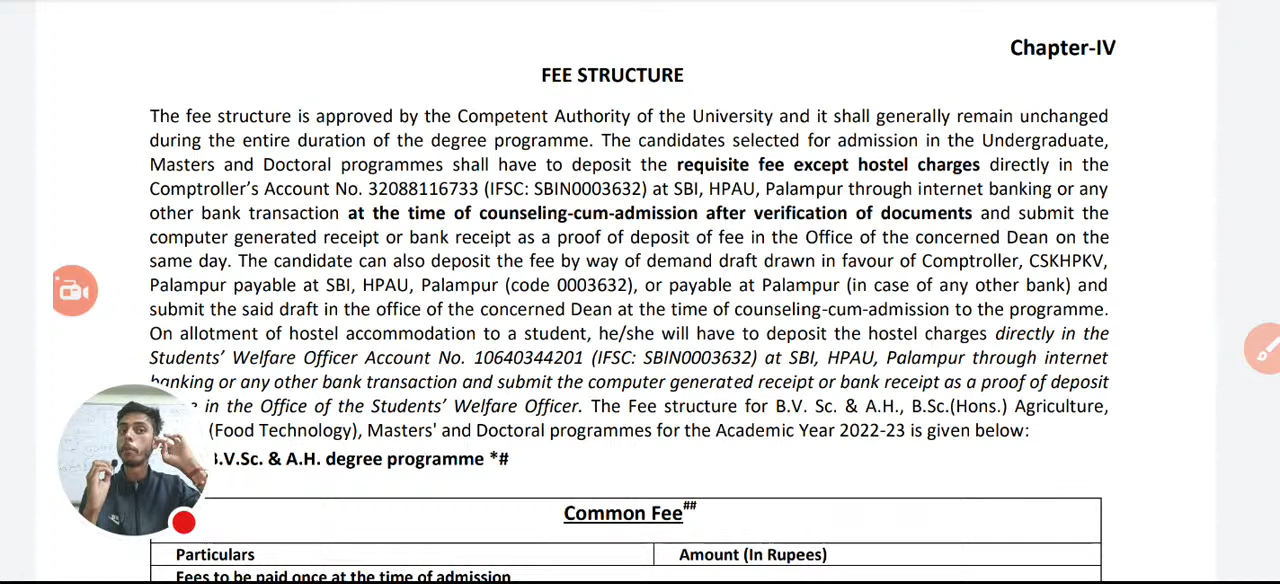 Chapter-IV
FEE STRUCTURE
The fee structure is approved by the Competent Authority of the University and it shall generally remain unchanged
during the entire duration of the degree programme. The candidates selected for admission in the Undergraduate,
Masters and Doctoral programmes shall have to deposit the requisite fee except hostel charges directly in the
Comptroller's Account No. 32088116733 (IFSC: SBIN0003632) at SBI, HPAU, Palampur through internet banking or any
other bank transaction at the time of counseling-cum-admission after verification of documents and submit the
computer generated receipt or bank receipt as a proof of deposit of fee in the Office of the concerned Dean on the
same day. The candidate can also deposit the fee by way of demand draft drawn in favour of Comptroller, CSKHPKV,
Palampur payable at SBI, HPAU, Palampur (code 0003632), or payable at Palampur (in case of any other bank) and
submit the said draft in the office of the concerned Dean at the time of counseling-cum-admission to the programme.
On allotment of hostel accommodation to a student, he/she will have to deposit the hostel charges directly in the
Students' Welfare Officer Account No. 10640344201 (IFSC: SBIN0003632) at SBI, HPAU, Palampur through internet
banking or any other bank transaction and submit the computer generated receipt or bank receipt as a proof of deposit
in the Office of the Students' Welfare Officer. The Fee structure for B.V. Sc. & A.H., B.Sc.(Hons.) Agriculture,
(Food Technology), Masters' and Doctoral programmes for the Academic Year 2022-23 is given below:
.V.Sc. & A.H. degree programme *#
Common Fee##
Particulars Amount (In Rupees)
Fees to be paid once at the time of admission